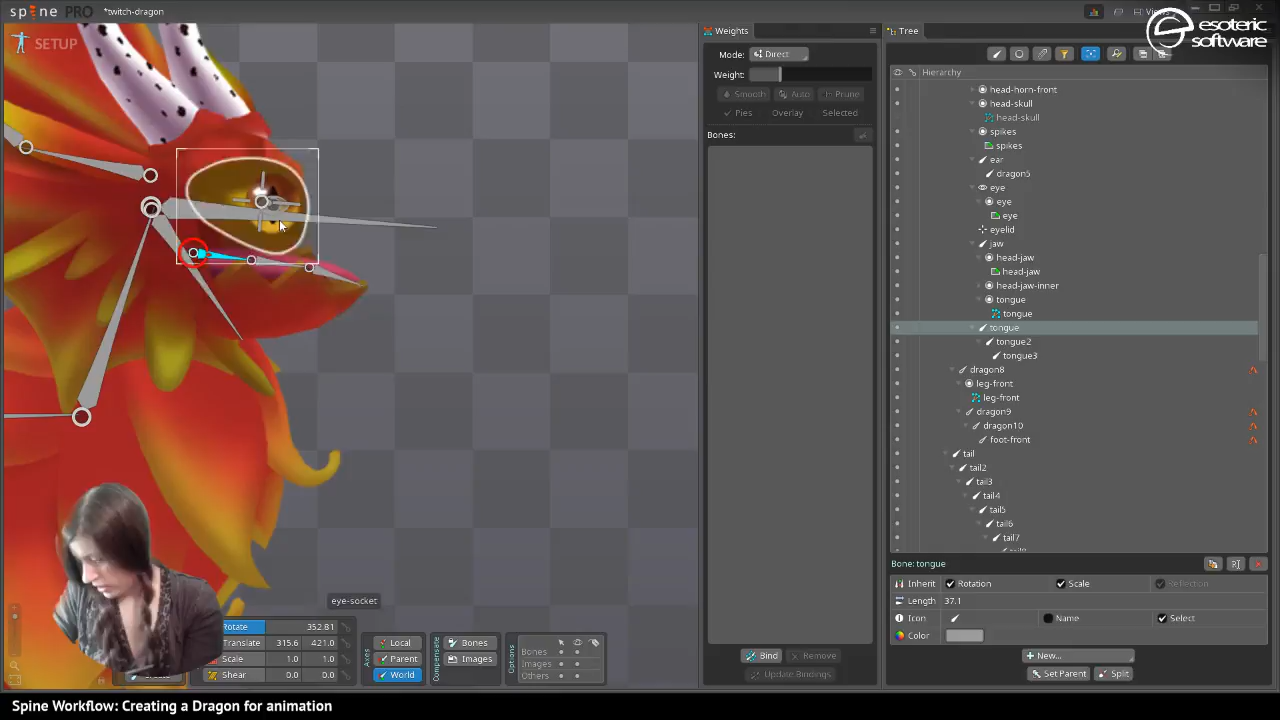 spine PRO
*twitch-dragon
Views
esoteric
software
SETUP
Weights
Tree
Mode:
Direct
Weight:
Smooth
Auto
Prune
Pies
Overlay
Selected
Bones:
Hierarchy
head-horn-front
head-skull
head-skull
spikes
spikes
ear
dragon5
eye
eye
eye
eyelid
jaw
head-jaw
head-jaw
head-jaw-inner
tongue
tongue
tongue
tongue2
tongue3
dragon8
leg-front
leg-front
dragon9
dragon10
foot-front
tail
tail2
tail3
tail4
tail5
tail6
tail7
Bone: tongue
Inherit
Rotation
Scale
Reflection
Length
37.1
Icon
Name
Select
Color
New...
Set Parent
Split
Bind
Remove
Update Bindings
eye-socket
Rotate
352.81
Translate
315.6
421.0
Scale
1.0
1.0
Shear
0.0
0.0
Create
Axes
Local
Parent
World
Compensate
Bones
Images
Options
Bones
Images
Others
Spine Workflow: Creating a Dragon for animation